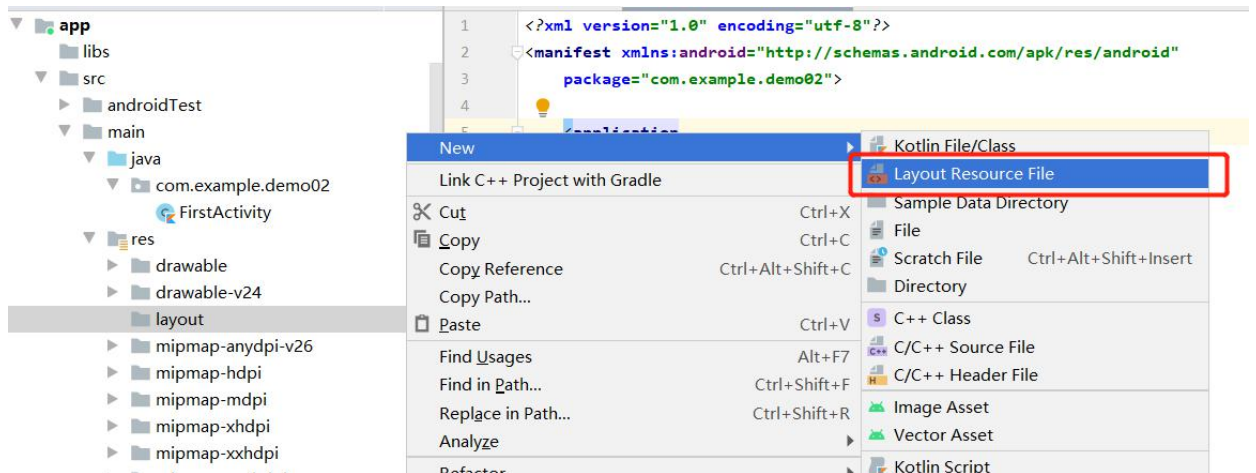 app
libs
src
androidTest
main
java
com.example.demo02
FirstActivity
res
drawable
drawable-v24
layout
mipmap-anydpi-v26
mipmap-hdpi
mipmap-mdpi
mipmap-xhdpi
mipmap-xxhdpi
1 <?xml version="1.0" encoding="utf-8"?>
2 <manifest xmlns:android="http://schemas.android.com/apk/res/android"
3 package="com.example.demo02">
4
5 <application
New
Link C++ Project with Gradle
Cut Ctrl+X
Copy Ctrl+C
Copy Reference Ctrl+Alt+Shift+C
Copy Path...
Paste Ctrl+V
Find Usages Alt+F7
Find in Path... Ctrl+Shift+F
Replace in Path... Ctrl+Shift+R
Analyze
Refactor
Kotlin File/Class
Layout Resource File
Sample Data Directory
File
Scratch File Ctrl+Alt+Shift+Insert
Directory
S C++ Class
C++ C/C++ Source File
H C/C++ Header File
Image Asset
Vector Asset
Kotlin Script